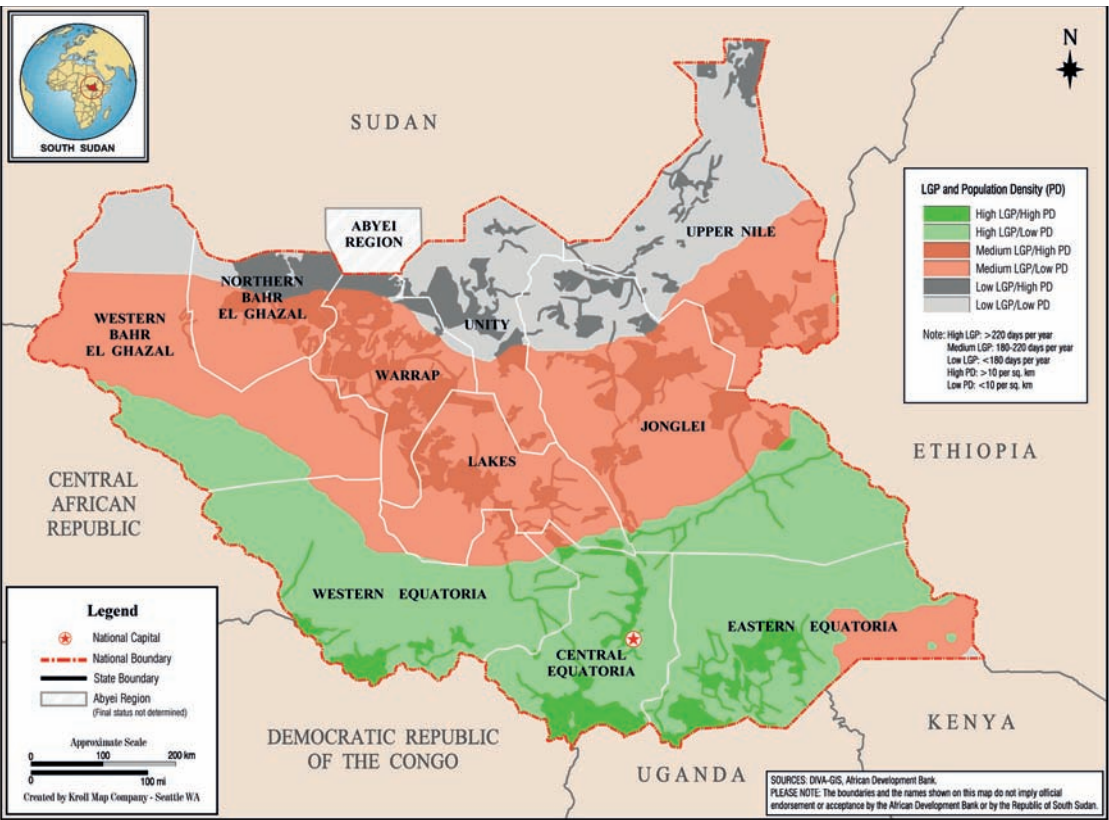 SOUTH SUDAN
N
SUDAN
LGP and Population Density (PD)
High LGP/High PD
High LGP/Low PD
Medium LGP/High PD
Medium LGP/Low PD
Low LGP/High PD
Low LGP/Low PD
Note: High LGP: >220 days per year
Medium LGP: 180-220 days per year
Low LGP: <180 days per year
High PD: >10 per sq. km
Low PD: <10 per sq. km
ABYEI
REGION
UPPER NILE
NORTHERN
BAHR
EL GHAZAL
UNITY
WESTERN
BAHR
EL GHAZAL
WARRAP
JONGLEI
LAKES
ETHIOPIA
CENTRAL
AFRICAN
REPUBLIC
WESTERN EQUATORIA
EASTERN EQUATORIA
CENTRAL
EQUATORIA
DEMOCRATIC REPUBLIC
OF THE CONGO
UGANDA
KENYA
Legend
National Capital
National Boundary
State Boundary
Abyei Region
(Final status not determined)
Approximate Scale
0 100 200 km
0 100 mi
Created by Kroll Map Company - Seattle WA
SOURCES: DIVA-GIS, African Development Bank.
PLEASE NOTE: The boundaries and the names shown on this map do not imply official
endorsement or acceptance by the African Development Bank or by the Republic of South Sudan.